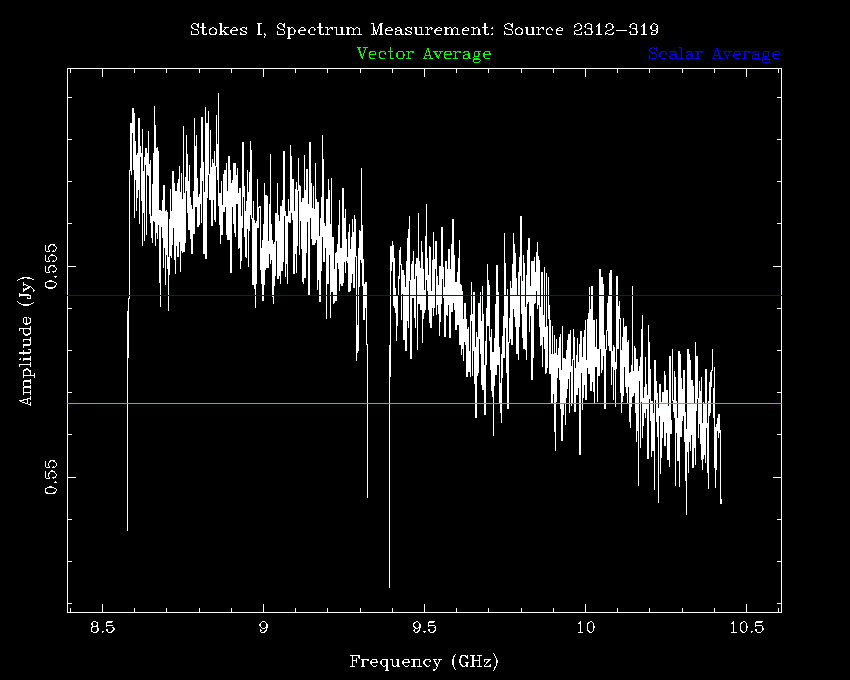 Stokes I, Spectrum Measurement: Source 2312-319
Vector Average
Scalar Average
Amplitude (Jy)
0.555
0.55
8.5
9
9.5
10
10.5
Frequency (GHz)